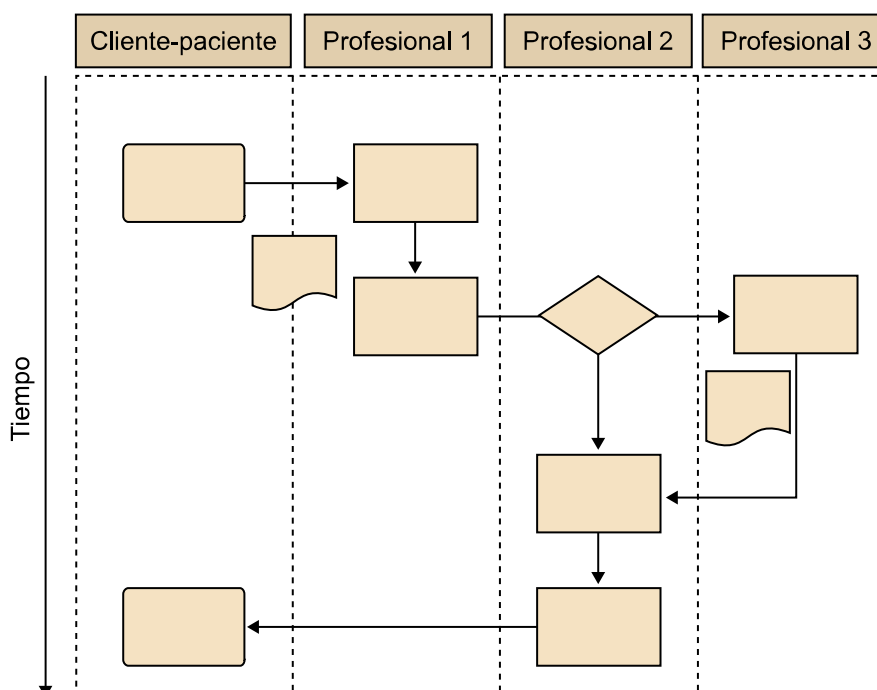 Cliente-paciente
Profesional 1
Profesional 2
Profesional 3
Tiempo